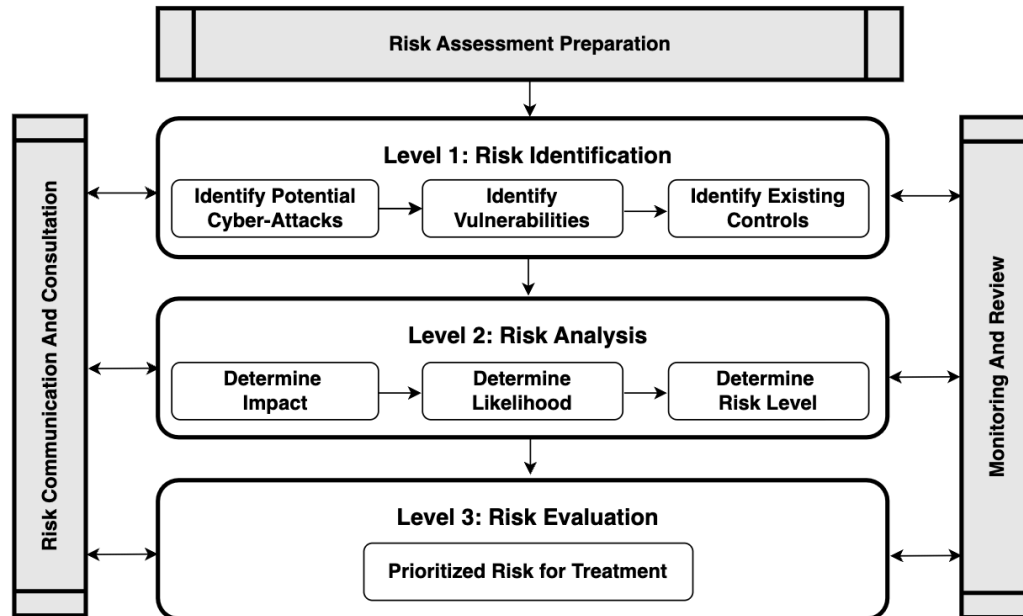 Risk Assessment Preparation
Risk Communication And Consultation
Level 1: Risk Identification
Identify Potential
Cyber-Attacks
Identify
Vulnerabilities
Identify Existing
Controls
Level 2: Risk Analysis
Determine
Impact
Determine
Likelihood
Determine
Risk Level
Level 3: Risk Evaluation
Prioritized Risk for Treatment
Monitoring And Review